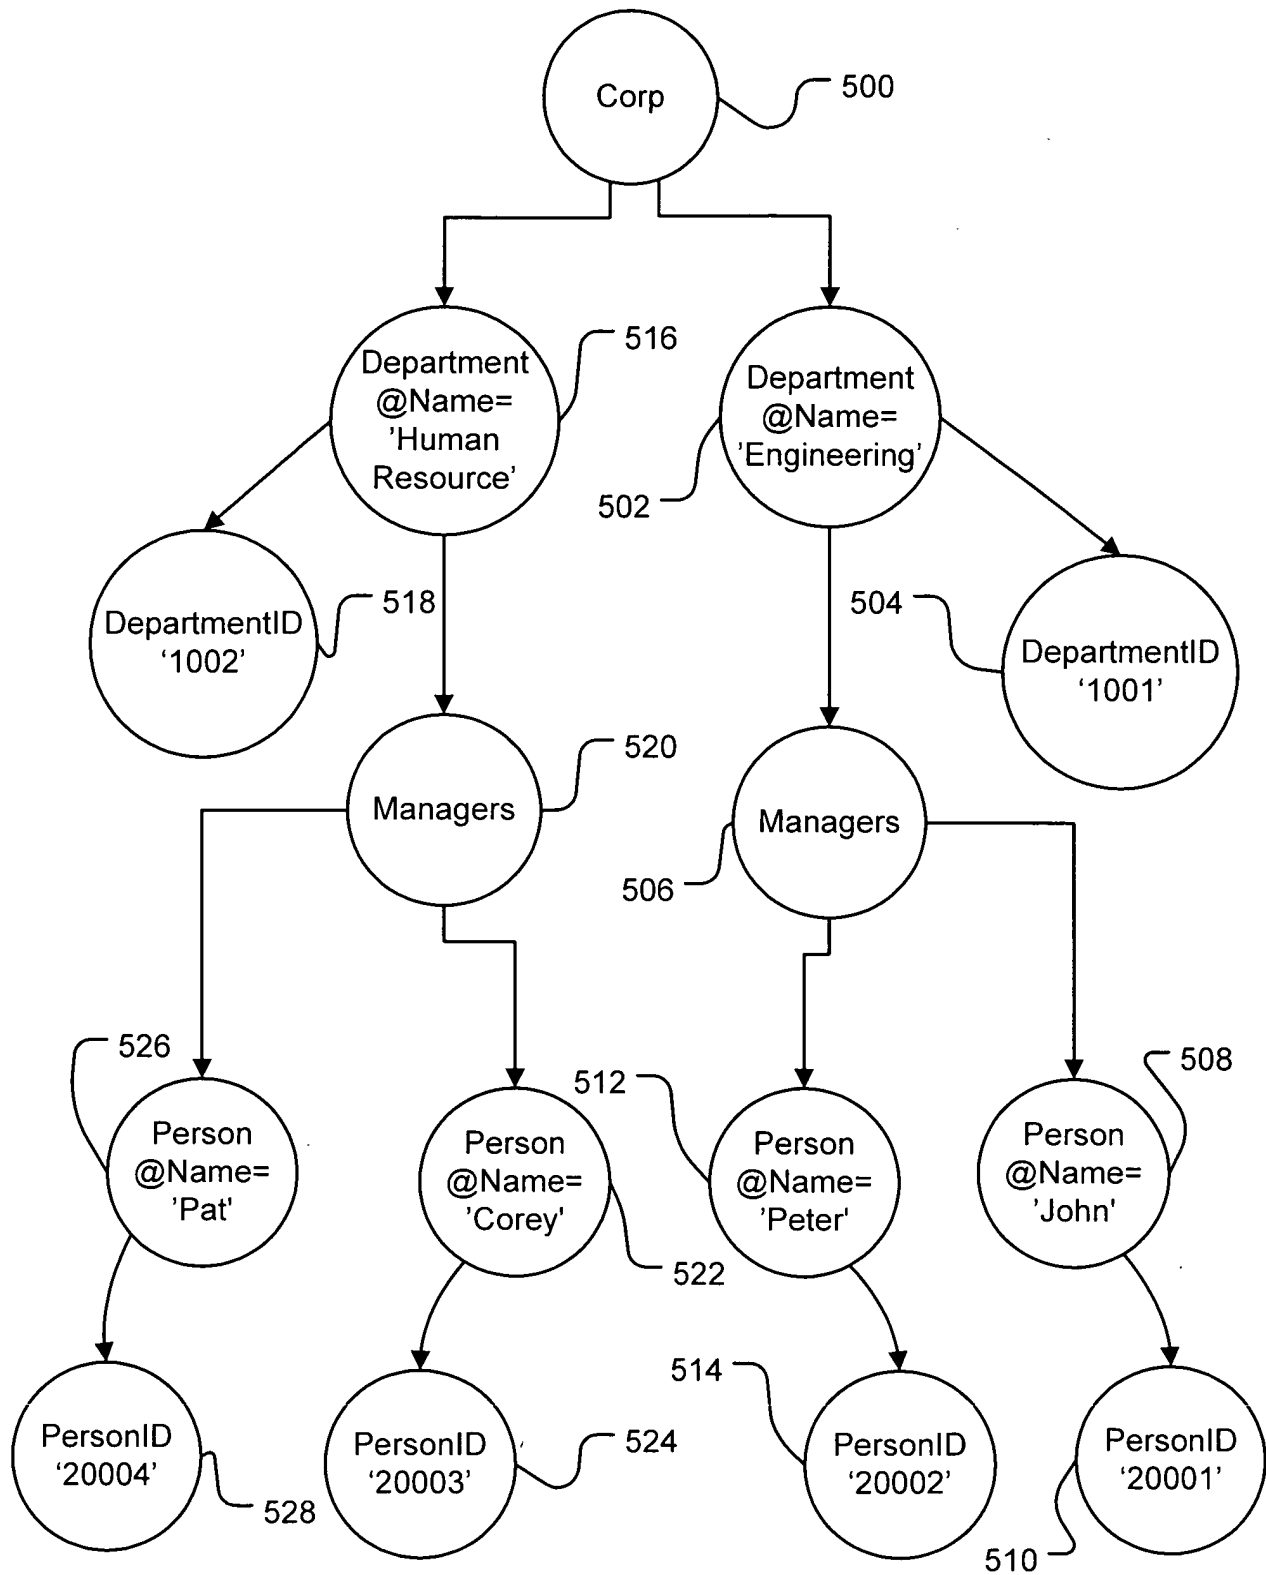 Corp
500
Department
@Name=
’Human
Resource’
516
Department
@Name=
’Engineering’
502
DepartmentID
‘1002’
518
504
DepartmentID
‘1001’
Managers
520
Managers
506
526
Person
@Name=
’Pat'
Person
@Name=
'Corey'
522
512
Person
@Name=
'Peter'
508
Person
@Name=
'John'
PersonID
‘20004’
528
PersonID
‘20003’
524
514
PersonID
‘20002’
PersonID
‘20001’
510